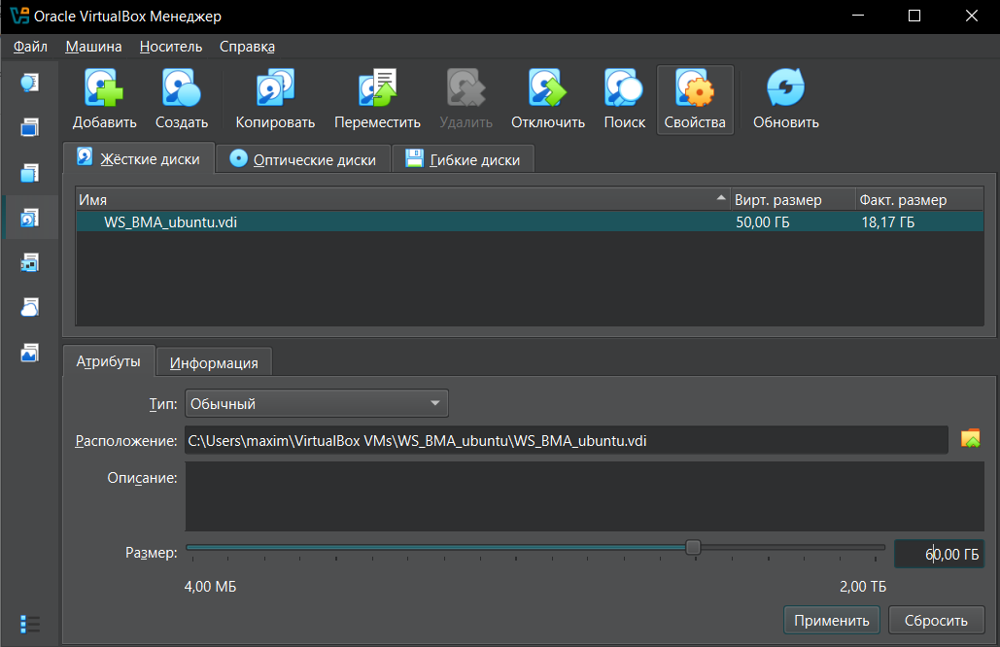 Oracle VirtualBox Менеджер
Файл Машина Носитель Справка
Добавить Создать Копировать Переместить Удалить Отключить Поиск Свойства Обновить
Жёсткие диски Оптические диски Гибкие диски
Имя Вирт. размер Факт. размер
WS_BMA_ubuntu.vdi 50,00 ГБ 18,17 ГБ
Атрибуты Информация
Тип: Обычный
Расположение: C:\Users\maxim\VirtualBox VMs\WS_BMA_ubuntu\WS_BMA_ubuntu.vdi
Описание:
Размер: 60,00 ГБ
4,00 МБ 2,00 ТБ
Применить Сбросить